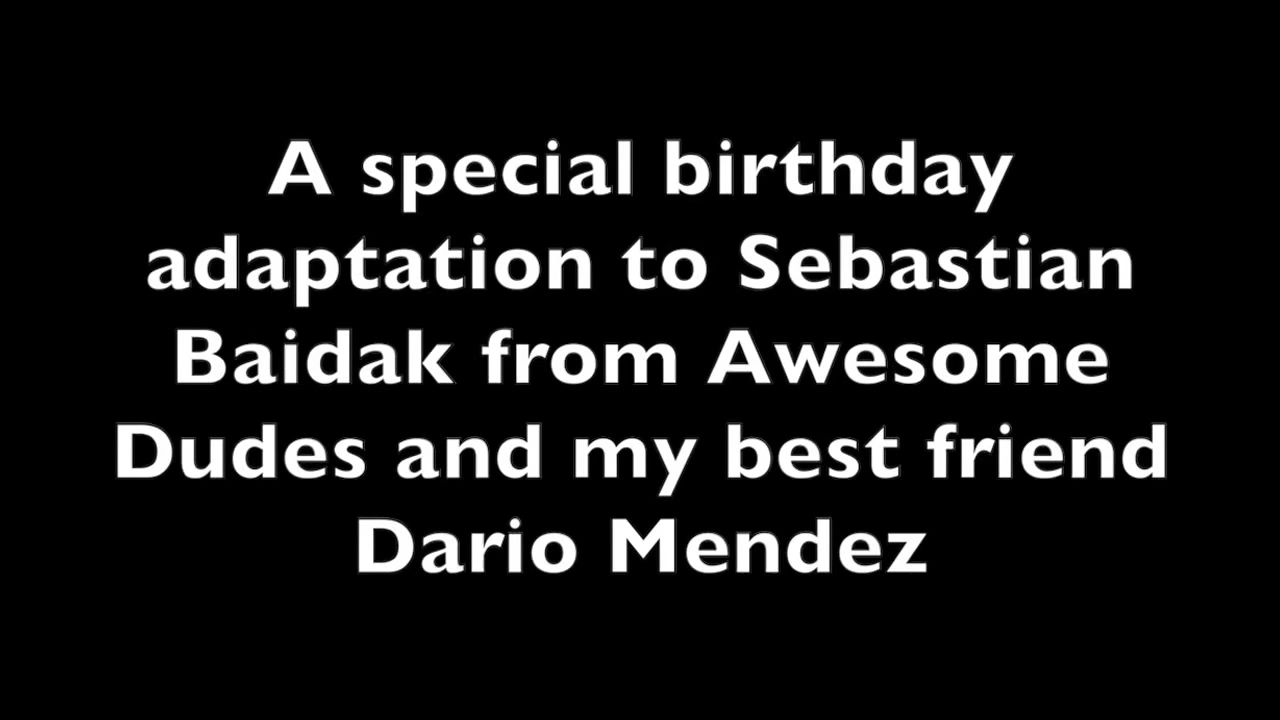 A special birthday
adaptation to Sebastian
Baidak from Awesome
Dudes and my best friend
Dario Mendez